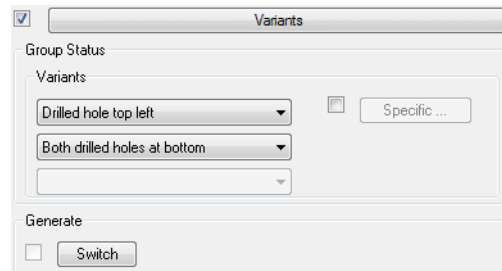 Variants
Group Status
Variants
Drilled hole top left
Specific ...
Both drilled holes at bottom
Generate
Switch